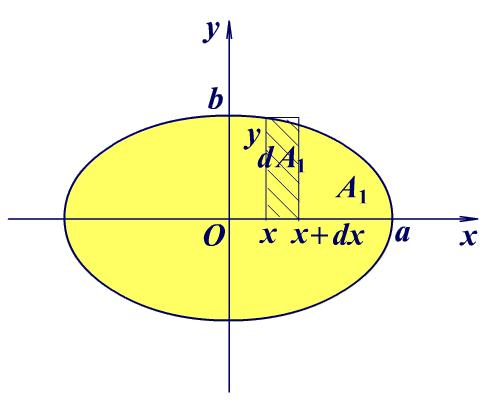 y
b
y
dA₁
A₁
O x x+dx a x